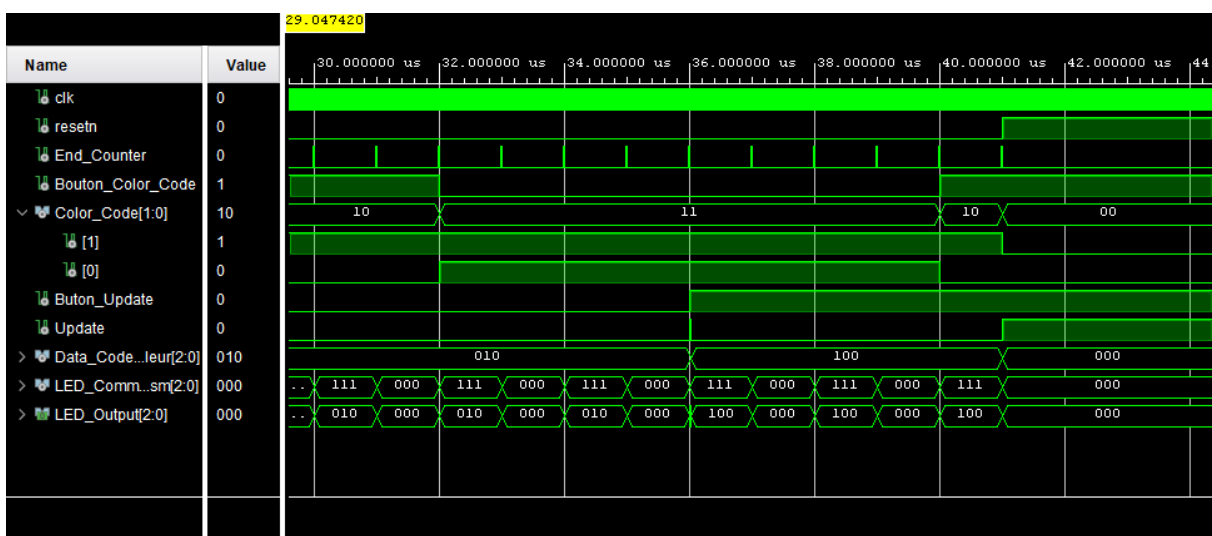 29.047420
Name Value 30.000000 us 32.000000 us 34.000000 us 36.000000 us 38.000000 us 40.000000 us 42.000000 us 44
clk 0
resetn 0
End_Counter 0
Bouton_Color_Code 1
Color_Code[1:0] 10 10 11 10 00
[1] 1
[0] 0
Buton_Update 0
Update 0
Data_Code...leur[2:0] 010 010 100 000
LED_Comm...sm[2:0] 000 .. 111 000 111 000 111 000 111 000 111 000 111 000
LED_Output[2:0] 000 .. 010 000 010 000 010 000 100 000 100 000 100 000